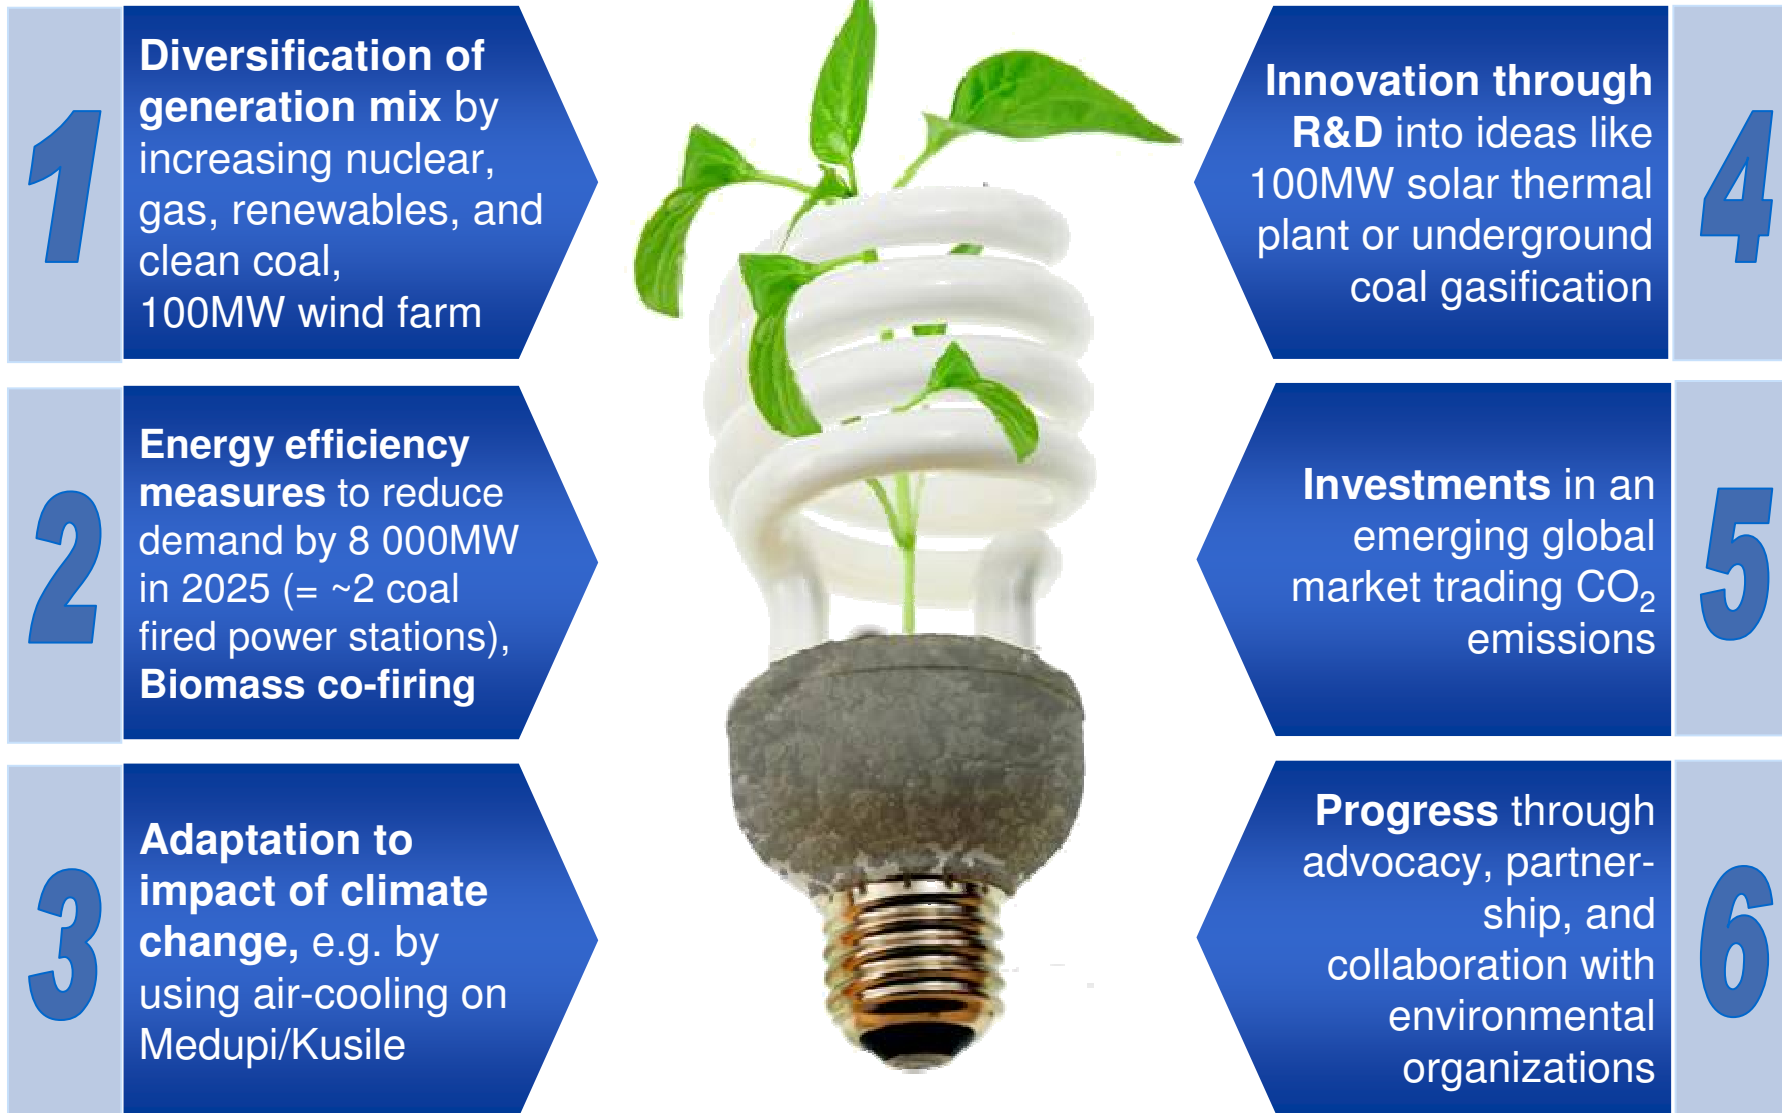 1
Diversification of
generation mix by
increasing nuclear,
gas, renewables, and
clean coal,
100MW wind farm
2
Energy efficiency
measures to reduce
demand by 8 000MW
in 2025 (= ~2 coal
fired power stations),
Biomass co-firing
3
Adaptation to
impact of climate
change, e.g. by
using air-cooling on
Medupi/Kusile
4
Innovation through
R&D into ideas like
100MW solar thermal
plant or underground
coal gasification
5
Investments in an
emerging global
market trading CO₂
emissions
6
Progress through
advocacy, partner-
ship, and
collaboration with
environmental
organizations